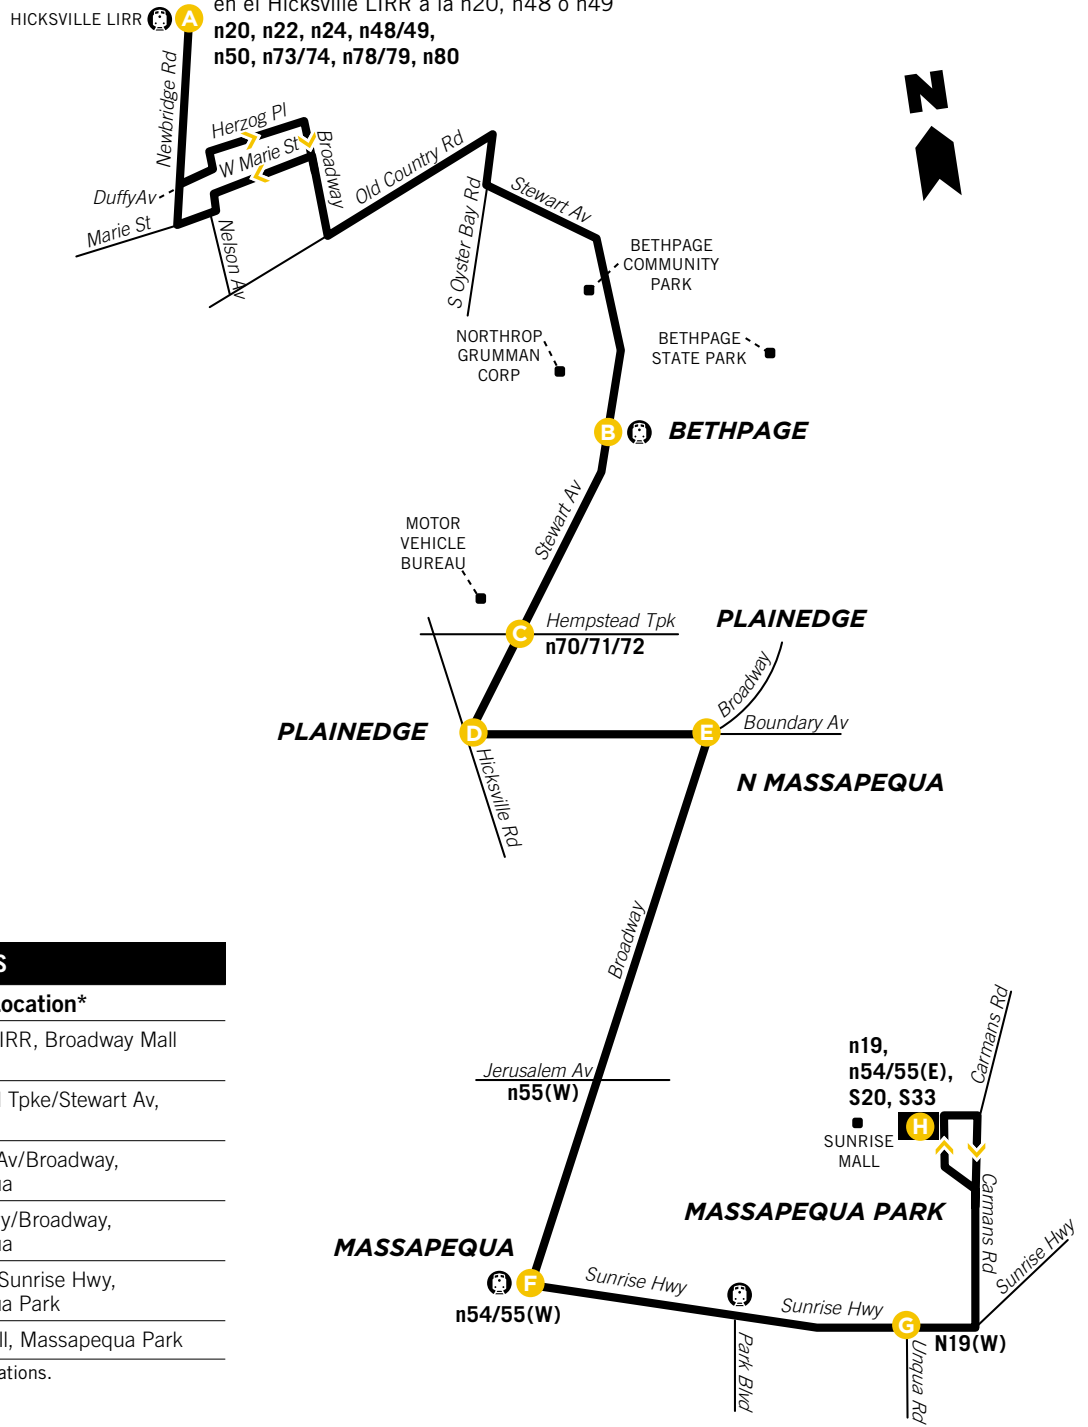 en el Hicksville LIRR a la n20, n48 o n49
HICKSVILLE LIRR A
n20, n22, n24, n48/49,
n50, n73/74, n78/79, n80
N
Newbridge Rd
Herzog Pl
W Marie St
Broadway
DuffyAv
Marie St
Nelson Av
Old Country Rd
S Oyster Bay Rd
Stewart Av
BETHPAGE
COMMUNITY
PARK
NORTHROP
GRUMMAN
CORP
BETHPAGE
STATE PARK
B BETHPAGE
Stewart Av
MOTOR
VEHICLE
BUREAU
C Hempstead Tpk
n70/71/72
PLAINEDGE
Broadway
PLAINEDGE D
E Boundary Av
Hicksville Rd
N MASSAPEQUA
Broadway
S
ocation*
IRR, Broadway Mall
l Tpke/Stewart Av,
Av/Broadway,
ua
y/Broadway,
ua
Sunrise Hwy,
ua Park
ll, Massapequa Park
ations.
Jerusalem Av
n55(W)
Carmans Rd
n19,
n54/55(E),
S20, S33
H
SUNRISE
MALL
MASSAPEQUA PARK
Carmans Rd
Sunrise Hwy
MASSAPEQUA
F
n54/55(W)
Sunrise Hwy
Sunrise Hwy
G
N19(W)
Park Blvd
Unqua Rd